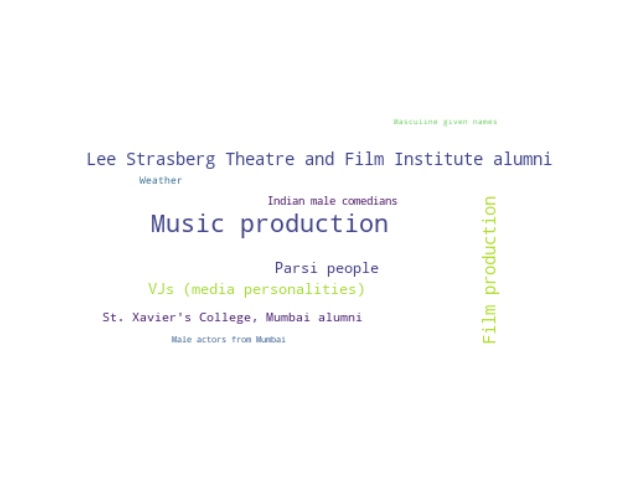 Masculine given names
Lee Strasberg Theatre and Film Institute alumni
Weather
Indian male comedians
Music production
Film production
Parsi people
VJs (media personalities)
St. Xavier's College, Mumbai alumni
Male actors from Mumbai